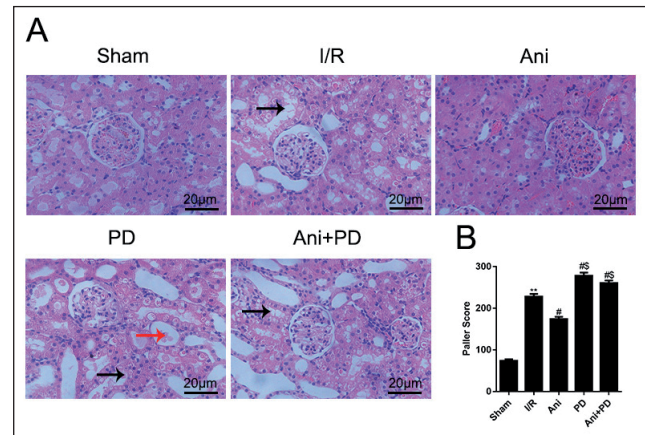 A
Sham
I/R
Ani
20μm
20μm
20μm
PD
Ani+PD
20μm
20μm
B
Paller Score
300
200
100
0
**
#
#$
#$
Sham
I/R
Ani
PD
Ani+PD